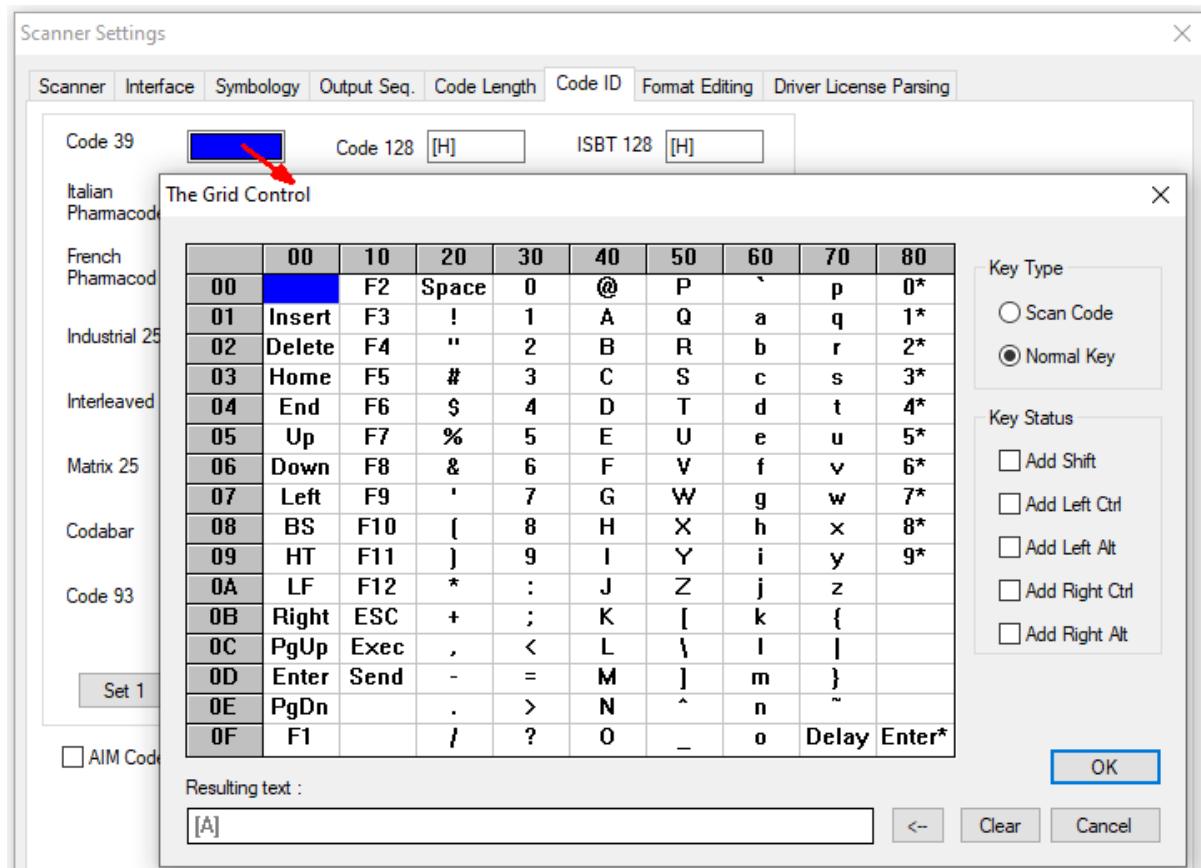 Scanner Settings
Scanner Interface Symbology Output Seq. Code Length Code ID Format Editing Driver License Parsing
Code 39 Code 128 [H] ISBT 128 [H]
Italian
Pharmacode
French
Pharmacod
Industrial 25
Interleaved
Matrix 25
Codabar
Code 93
Set 1
AIM Code
The Grid Control
00 10 20 30 40 50 60 70 80
00 F2 Space 0 @ P ` p 0*
01 Insert F3 ! 1 A Q a q 1*
02 Delete F4 " 2 B R b r 2*
03 Home F5 # 3 C S c s 3*
04 End F6 $ 4 D T d t 4*
05 Up F7 % 5 E U e u 5*
06 Down F8 & 6 F V f v 6*
07 Left F9 ' 7 G W g w 7*
08 BS F10 ( 8 H X h x 8*
09 HT F11 ) 9 I Y i y 9*
0A LF F12 * : J Z j z
0B Right ESC + ; K [ k {
0C PgUp Exec , < L \ l |
0D Enter Send - = M ] m }
0E PgDn . > N ^ n ~
0F F1 / ? O _ o Delay Enter*
Key Type
Scan Code
Normal Key
Key Status
Add Shift
Add Left Ctrl
Add Left Alt
Add Right Ctrl
Add Right Alt
OK
Resulting text :
[A] <-- Clear Cancel